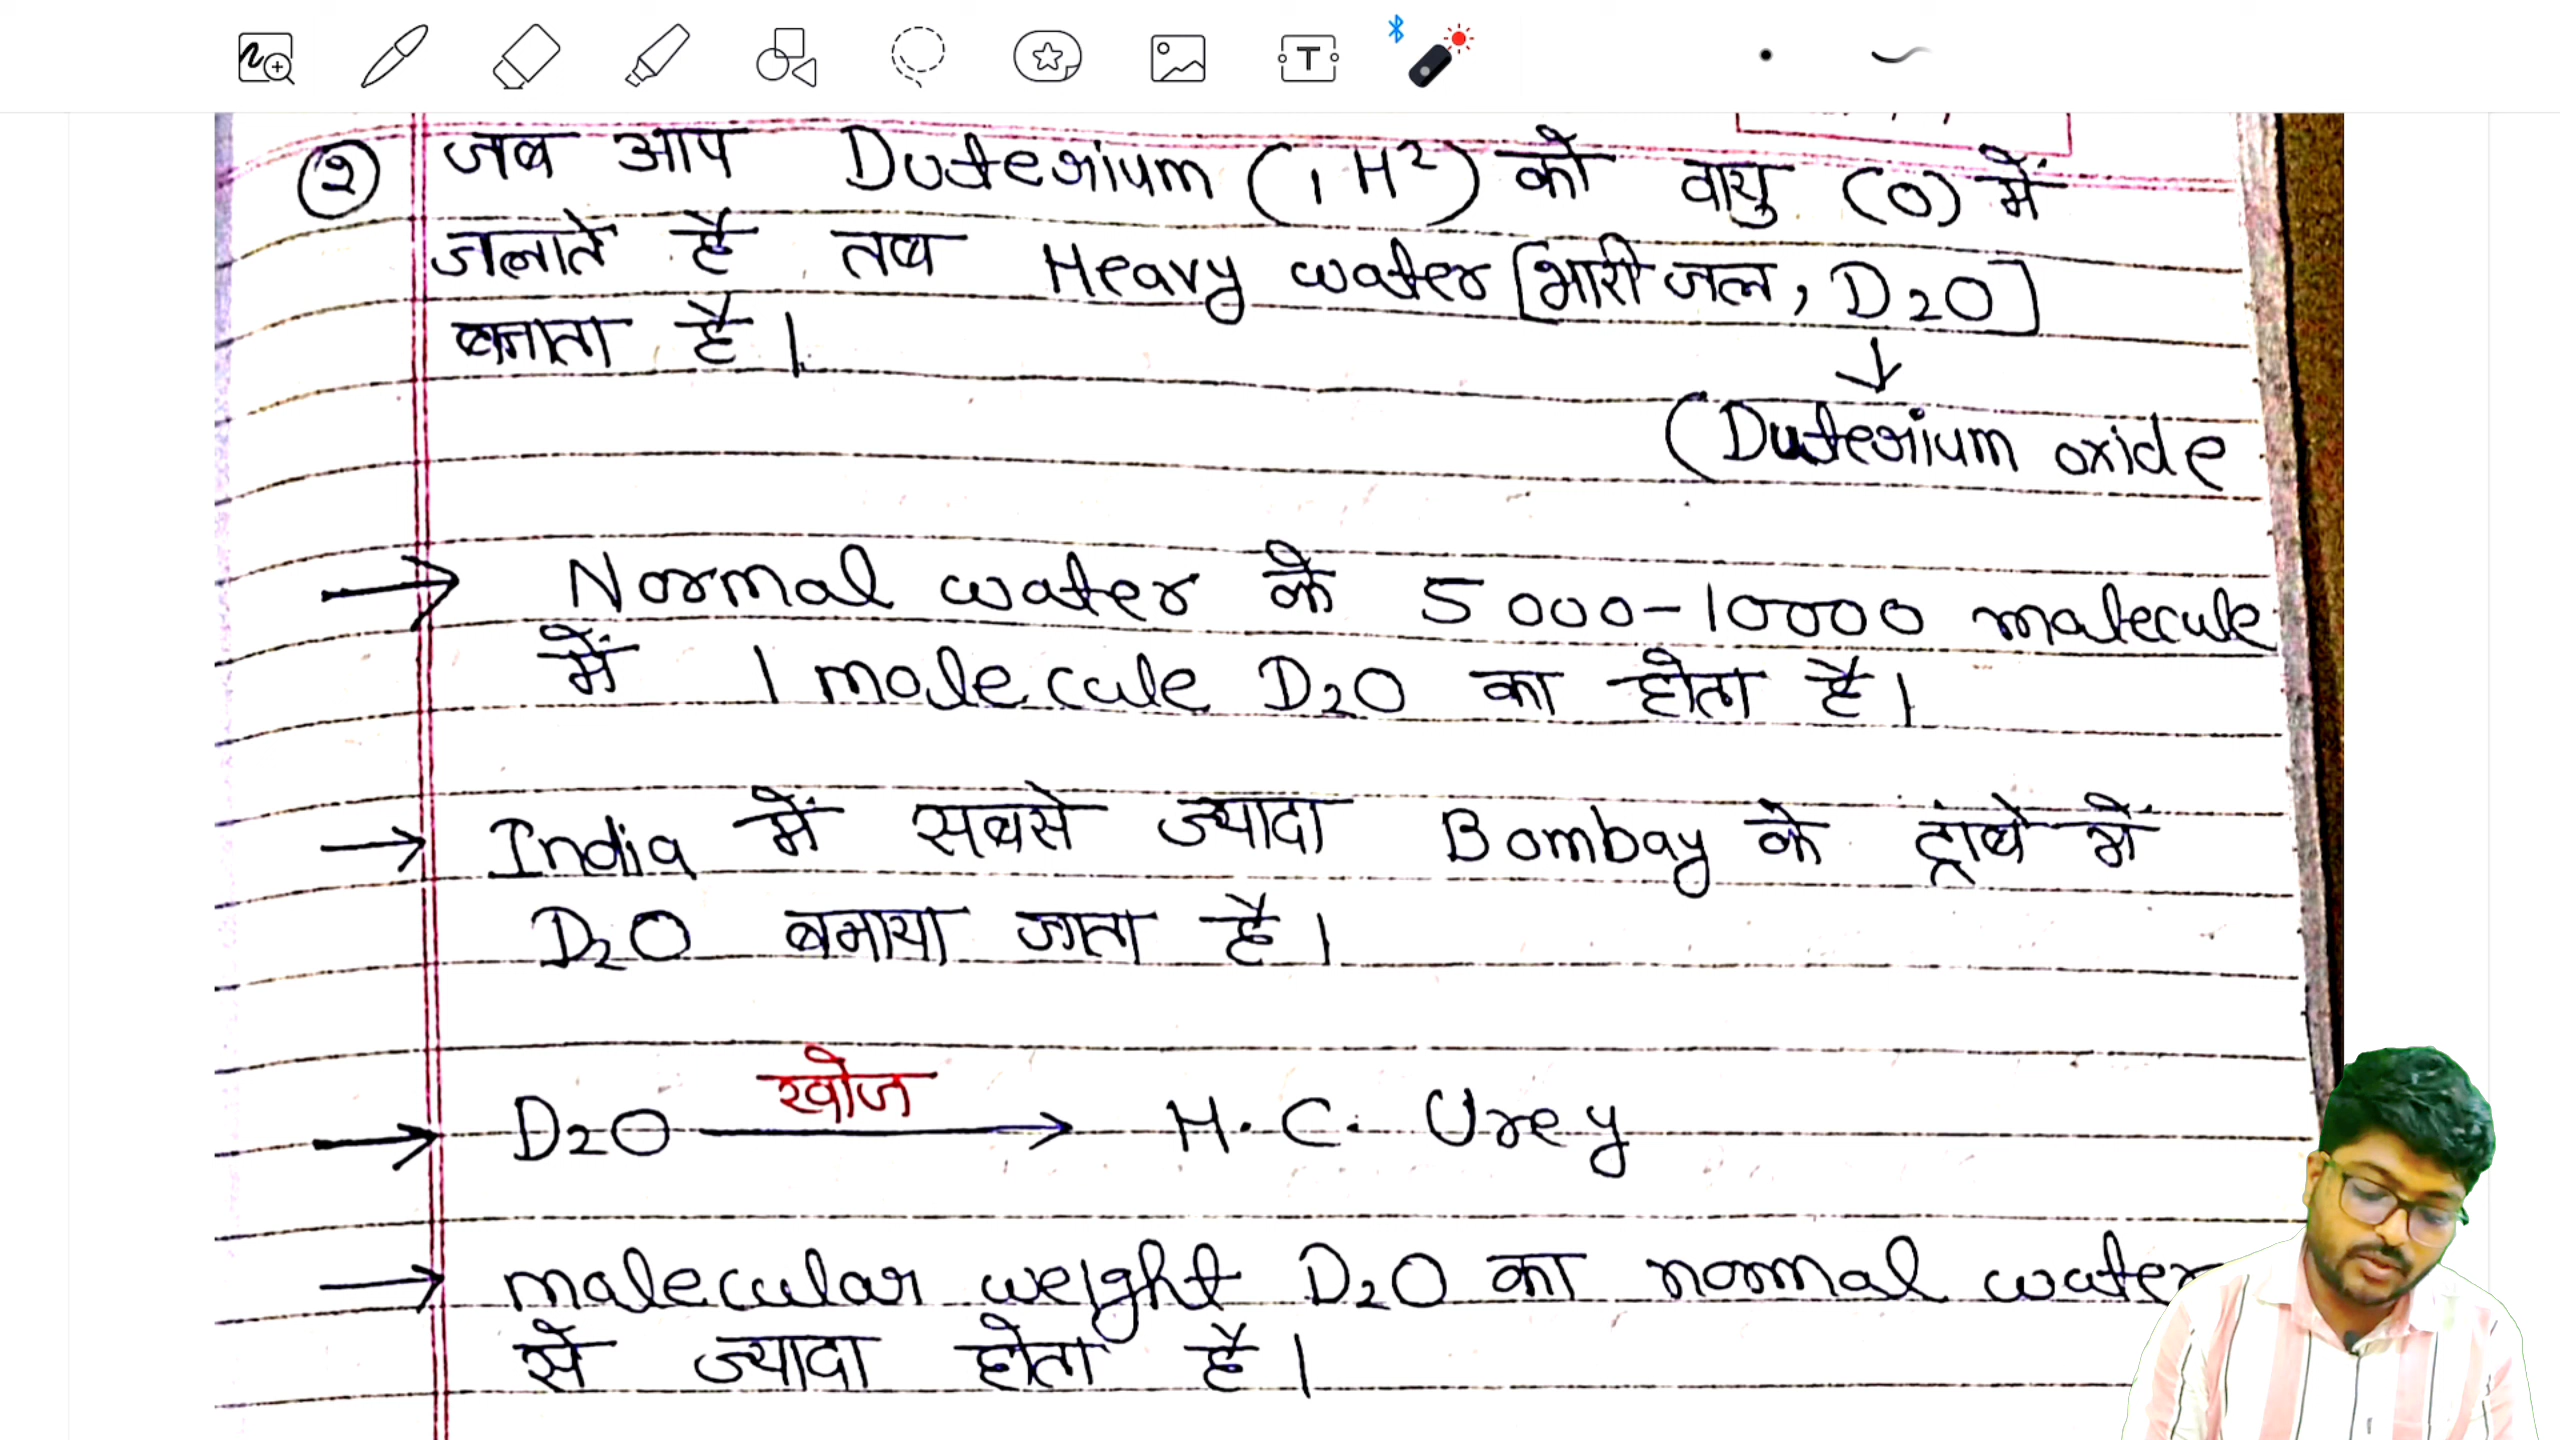 ② जब आप Duterium (₁H²) को वायु (O) में
जलाते है तब Heavy water [भारी जल, D₂O]
बनाता है।
↓
(Duterium oxide
→ Normal water के 5000-10000 malecule
में 1 molecule D₂O का होता है।
→ India में सबसे ज्यादा Bombay के ट्रांबे में
D₂O बनाया जाता है।
खोज
→ D₂O → H.C. Urey
→ malecular weight D₂O का normal water
से ज्यादा होता है।